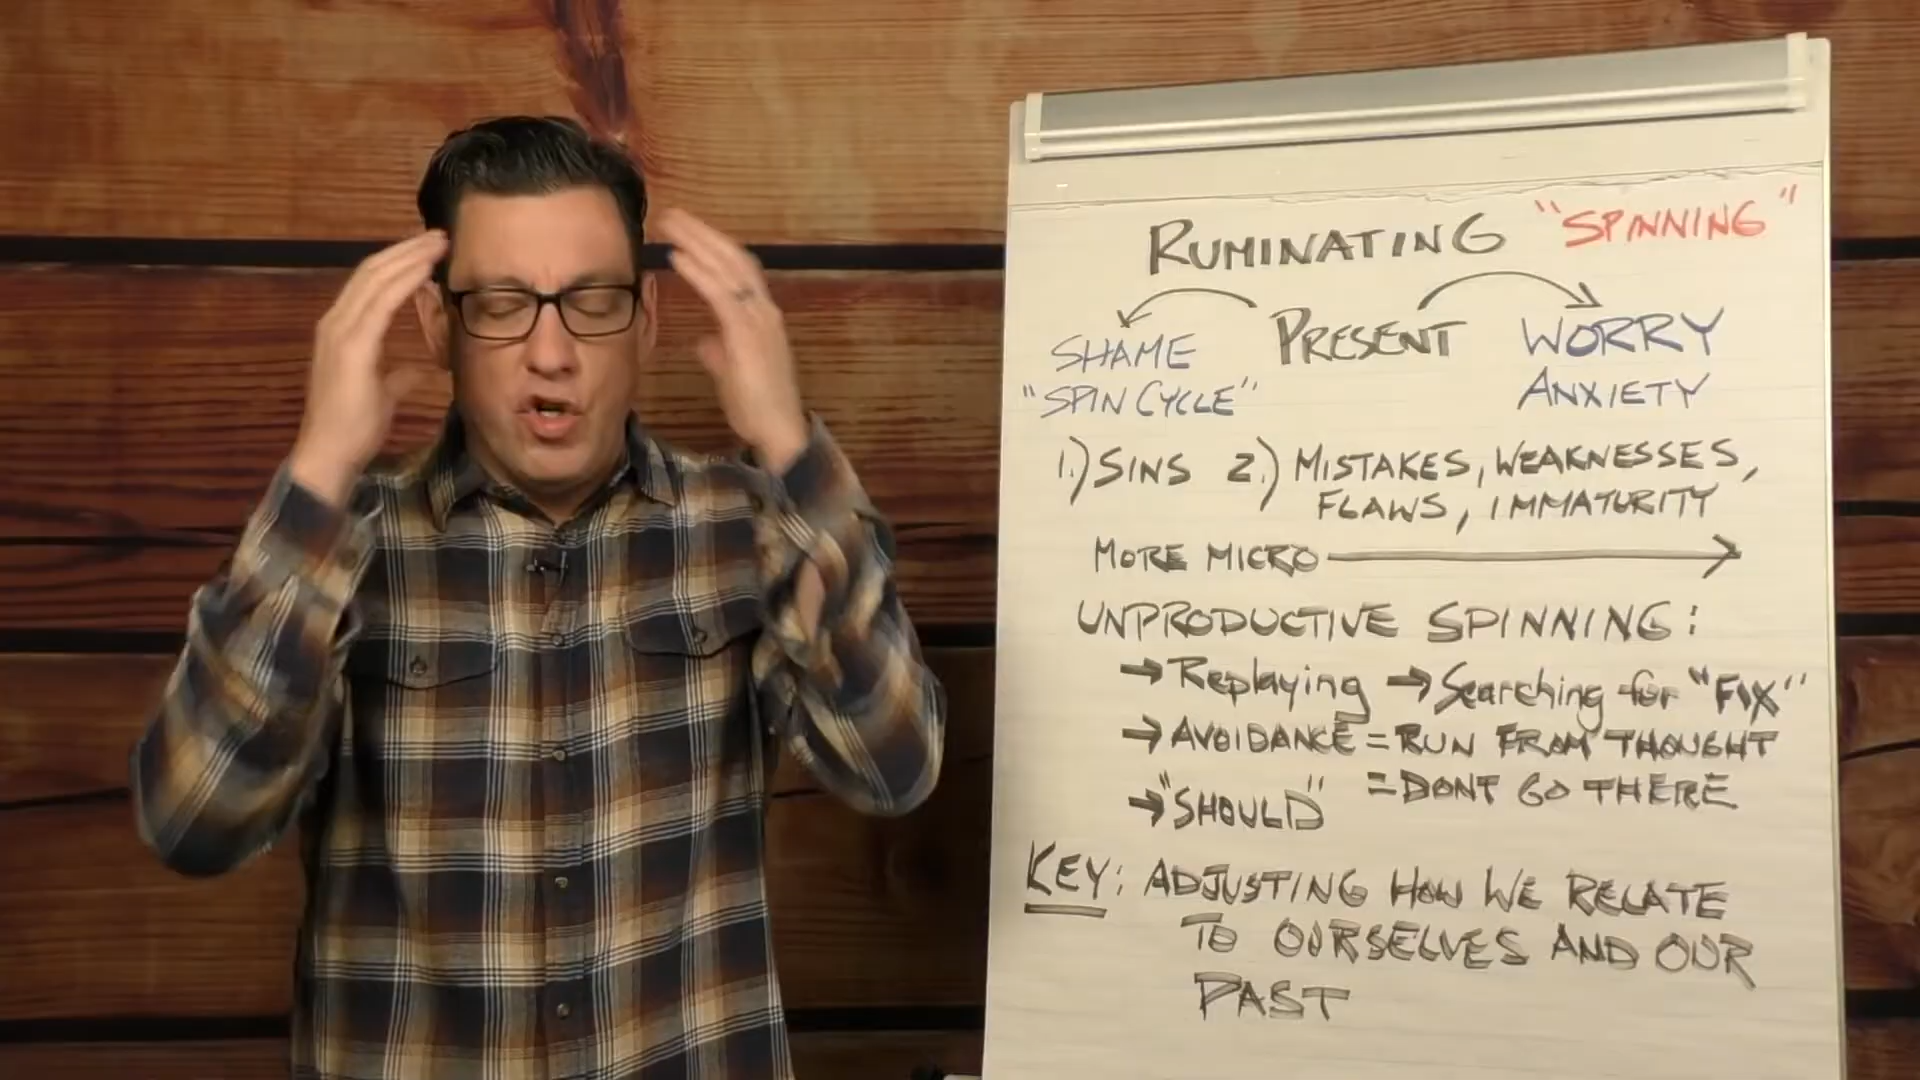 RUMINATING "SPINNING"
SHAME PRESENT WORRY
"SPIN CYCLE" ANXIETY
1.) SINS 2.) MISTAKES, WEAKNESSES,
FLAWS, IMMATURITY
MORE MICRO
UNPRODUCTIVE SPINNING:
→ Replaying → Searching for "FIX"
→ AVOIDANCE = RUN FROM THOUGHT
= DONT GO THERE
→ "SHOULD"
KEY: ADJUSTING HOW WE RELATE
TO OURSELVES AND OUR
PAST